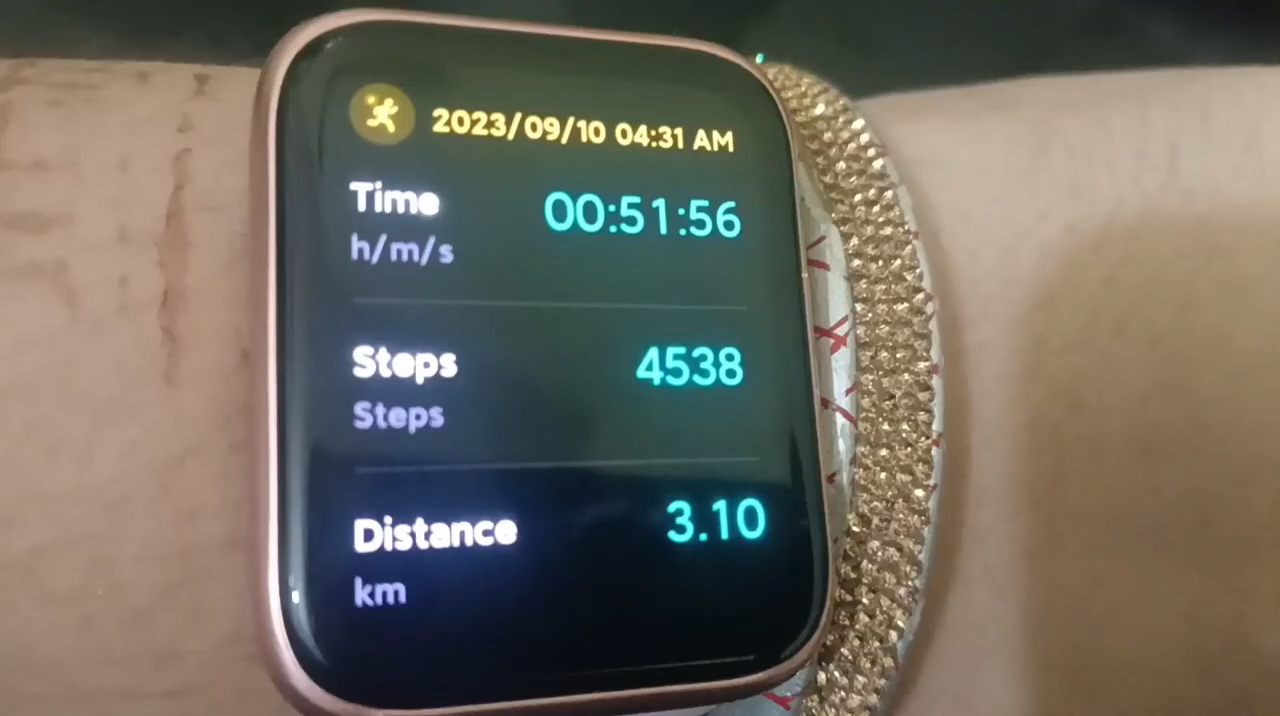 2023/09/10 04:31 AM
Time 00:51:56
h/m/s
Steps 4538
Steps
Distance 3.10
km